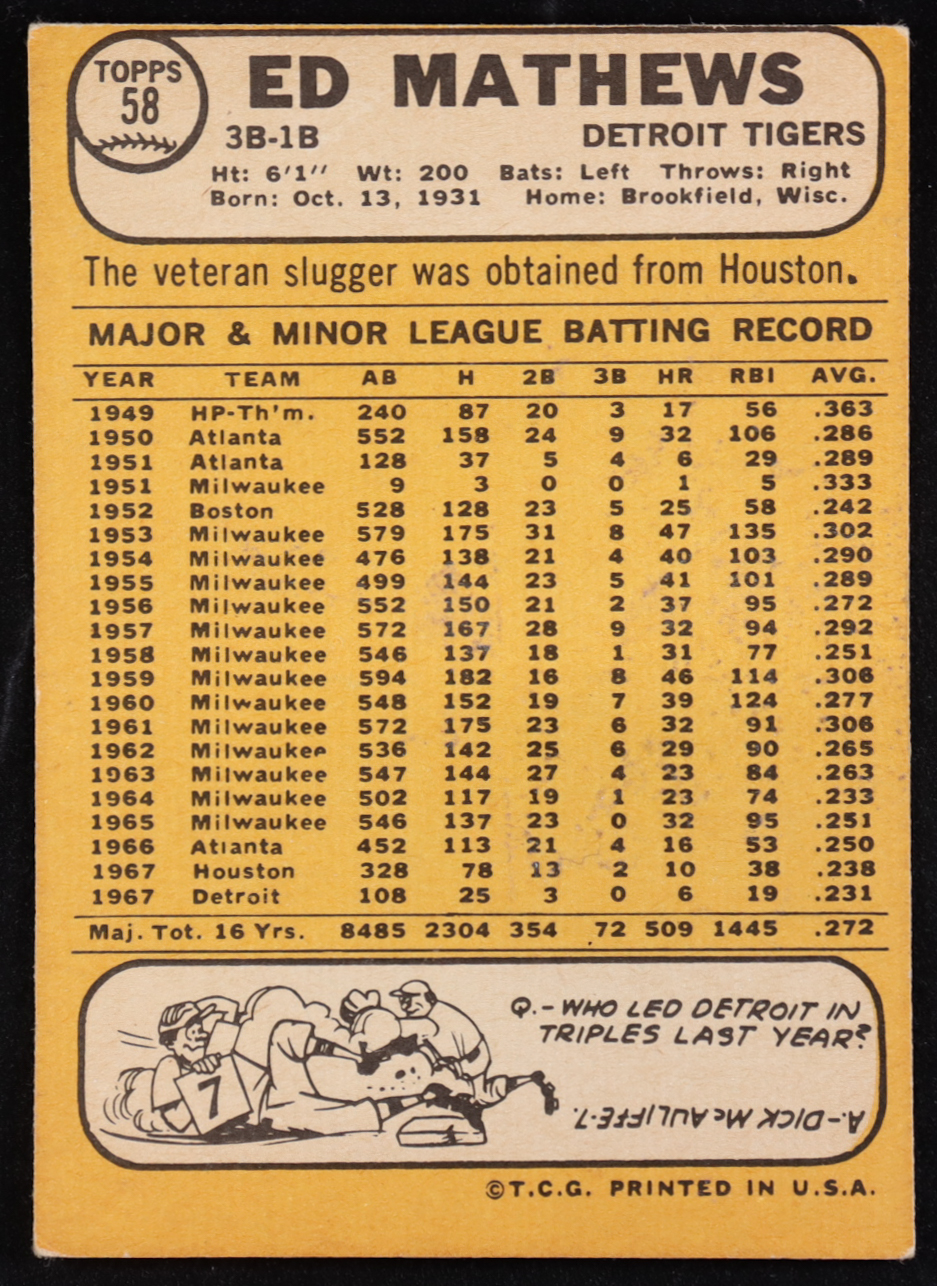 TOPPS
58
ED MATHEWS
3B-1B DETROIT TIGERS
Ht: 6'1" Wt: 200 Bats: Left Throws: Right
Born: Oct. 13, 1931 Home: Brookfield, Wisc.
The veteran slugger was obtained from Houston.
MAJOR & MINOR LEAGUE BATTING RECORD
YEAR TEAM AB H 2B 3B HR RBI AVG.
1949 HP-Th'm. 240 87 20 3 17 56 .363
1950 Atlanta 552 158 24 9 32 106 .286
1951 Atlanta 128 37 5 4 6 29 .289
1951 Milwaukee 9 3 0 0 1 5 .333
1952 Boston 528 128 23 5 25 58 .242
1953 Milwaukee 579 175 31 8 47 135 .302
1954 Milwaukee 476 138 21 4 40 103 .290
1955 Milwaukee 499 144 23 5 41 101 .289
1956 Milwaukee 552 150 21 2 37 95 .272
1957 Milwaukee 572 167 28 9 32 94 .292
1958 Milwaukee 546 137 18 1 31 77 .251
1959 Milwaukee 594 182 16 8 46 114 .306
1960 Milwaukee 548 152 19 7 39 124 .277
1961 Milwaukee 572 175 23 6 32 91 .306
1962 Milwaukee 536 142 25 6 29 90 .265
1963 Milwaukee 547 144 27 4 23 84 .263
1964 Milwaukee 502 117 19 1 23 74 .233
1965 Milwaukee 546 137 23 0 32 95 .251
1966 Atlanta 452 113 21 4 16 53 .250
1967 Houston 328 78 13 2 10 38 .238
1967 Detroit 108 25 3 0 6 19 .231
Maj. Tot. 16 Yrs. 8485 2304 354 72 509 1445 .272
Q.-WHO LED DETROIT IN
TRIPLES LAST YEAR?
7
A.-DICK McAULIFFE-7.
©T.C.G. PRINTED IN U.S.A.